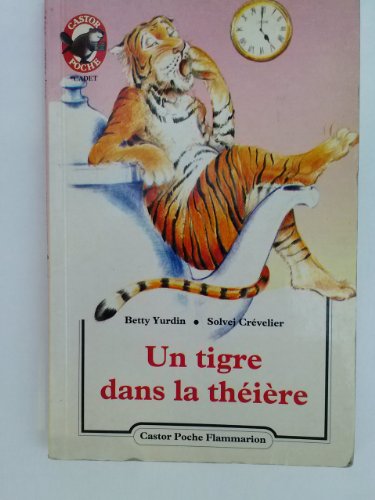 CASTOR
POCHE
CADET
Betty Yurdin • Solvej Crévelier
Un tigre
dans la théière
Castor Poche Flammarion